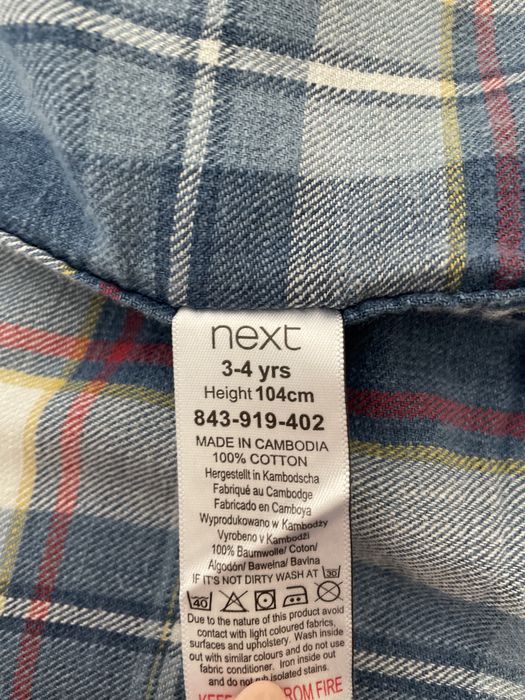 next
3-4 yrs
Height 104cm
843-919-402
MADE IN CAMBODIA
100% COTTON
Hergestellt in Kambodscha
Fabriqué au Cambodge
Fabricado en Camboya
Wyprodukowano w Kambodży
Vyrobeno v Kambodži
100% Baumwolle/ Coton/
Algodón/ Bawełna/ Bavlna
IF IT'S NOT DIRTY WASH AT 30
40
Due to the nature of this product avoid
contact with light coloured fabrics,
surfaces and upholstery. Wash inside
out with similar colours and do not use
fabric conditioner. Iron inside out
and do not rub isolated stains.
FROM FIRE